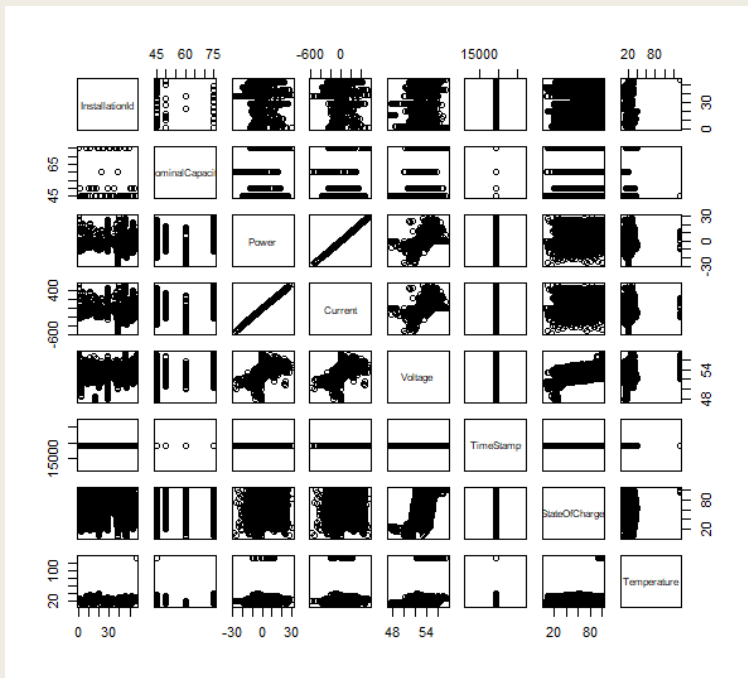 45 60 75 -600 0 15000 20 80
InstallationId
0 30
ominalCapacit
45 65
Power
-30 0 30
Current
-600 400
Voltage
48 54
TimeStamp
15000
StateOfCharge
20 80
Temperature
20 100
0 30 -30 0 30 48 54 20 80